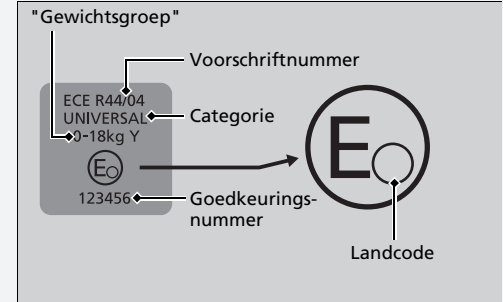 "Gewichtsgroep"
Voorschriftnummer
ECE R44/04
UNIVERSAL
0-18kg Y
E
123456
Categorie
Goedkeurings-
nummer
E
Landcode